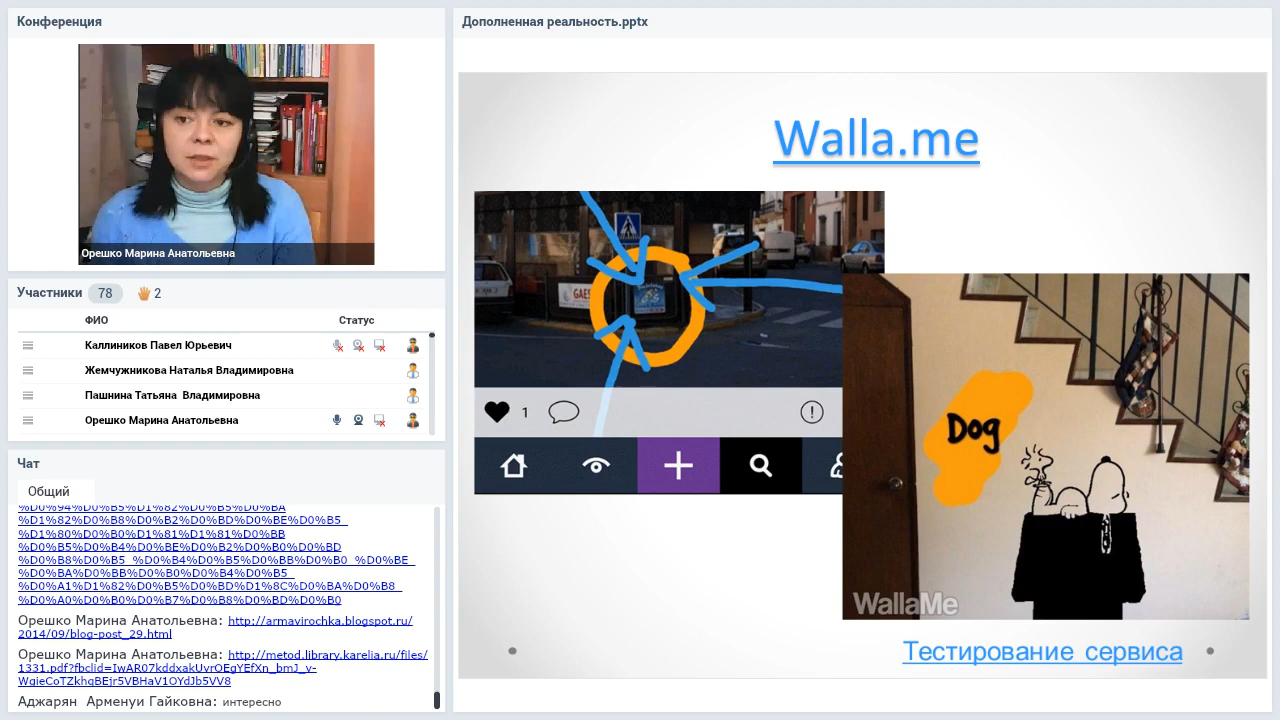 Конференция
Орешко Марина Анатольевна
Участники 78 2
ФИО Статус
Каллиников Павел Юрьевич
Жемчужникова Наталья Владимировна
Пашнина Татьяна Владимировна
Орешко Марина Анатольевна
Чат
Общий
%D0%94%D0%B5%D1%82%D0%B5%D0%BA
%D1%82%D0%B8%D0%B2%D0%BD%D0%BE%D0%B5_
%D1%80%D0%B0%D1%81%D1%81%D0%BB
%D0%B5%D0%B4%D0%BE%D0%B2%D0%B0%D0%BD
%D0%B8%D0%B5_%D0%B4%D0%B5%D0%BB%D0%B0_%D0%BE_
%D0%BA%D0%BB%D0%B0%D0%B4%D0%B5_
%D0%A1%D1%82%D0%B5%D0%BD%D1%8C%D0%BA%D0%B8_
%D0%A0%D0%B0%D0%B7%D0%B8%D0%BD%D0%B0
Орешко Марина Анатольевна: http://armavirochka.blogspot.ru/
2014/09/blog-post_29.html
Орешко Марина Анатольевна: http://metod.library.karelia.ru/files/
1331.pdf?fbclid=IwAR07kddxakUvrOEgYEfXn_bmJ_v-
WgieCoTZkhqBEjr5VBHaV1OYdJb5VV8
Аджарян Арменуи Гайковна: интересно
Дополненная реальность.pptx
Walla.me
1
Dog
WallaMe
Тестирование сервиса